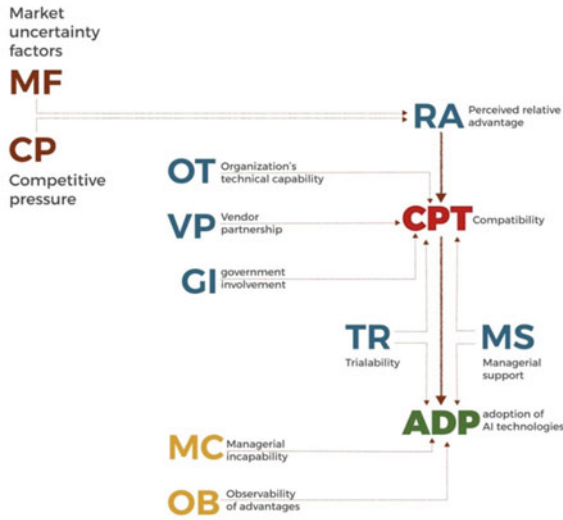 Market
uncertainty
factors
MF
RA Perceived relative
advantage
CP
Competitive
pressure
OT Organization's
technical capability
VP Vendor
partnership
CPT Compatibility
GI government
involvement
TR
Trialability
MS
Managerial
support
ADP adoption of
AI technologies
MC Managerial
incapability
OB Observability
of advantages